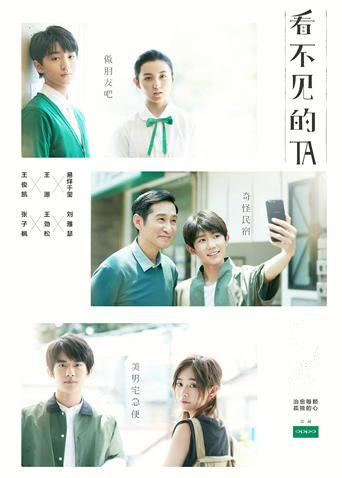 看不见的TA
做朋友吧
王俊凯 × 王源 × 易烊千玺
张子枫 × 王劲松 × 刘雅瑟
奇怪民宿
美男宅急便
治愈每颗
孤独的心
oppo